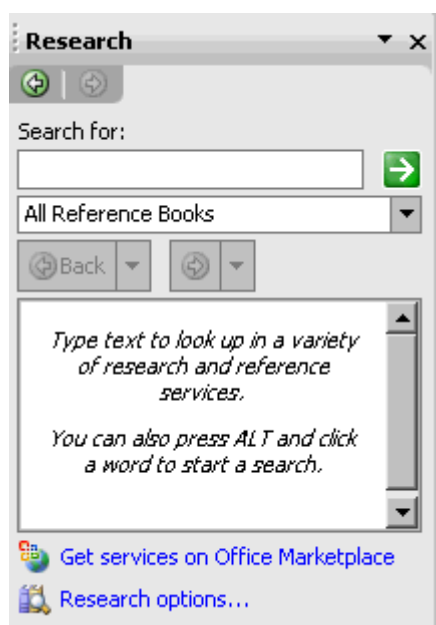 Research
Search for:
All Reference Books
Back
Type text to look up in a variety
of research and reference
services.
You can also press ALT and click
a word to start a search.
Get services on Office Marketplace
Research options...